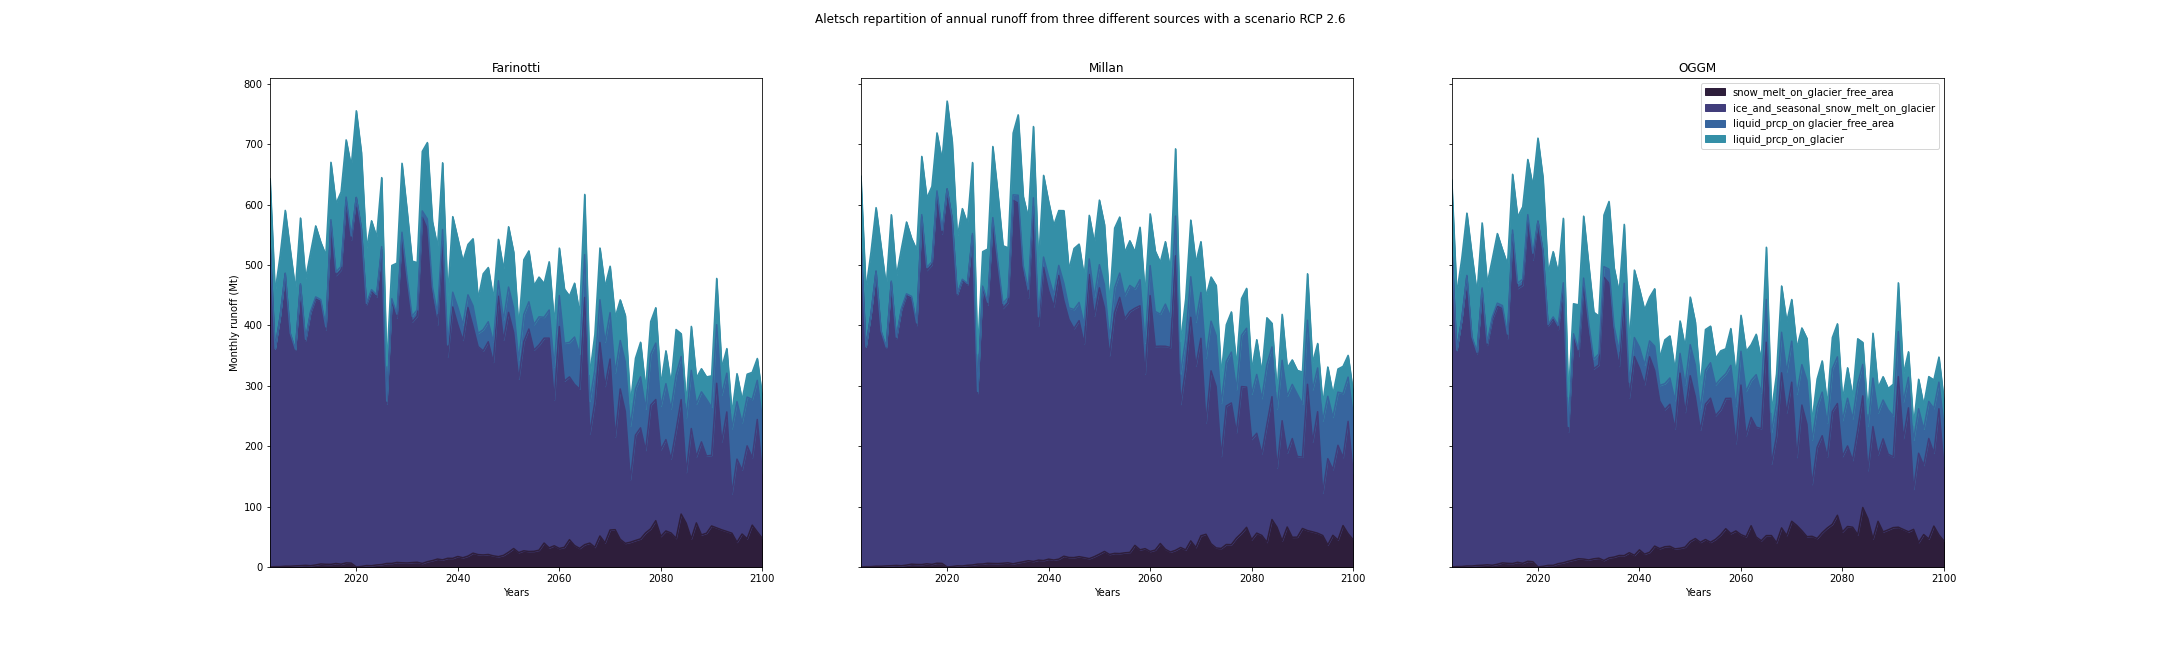 Aletsch repartition of annual runoff from three different sources with a scenario RCP 2.6
Farinotti
Millan
OGGM
800
700
600
500
400
300
200
100
0
Monthly runoff (Mt)
2020
2040
2060
2080
2100
Years
2020
2040
2060
2080
2100
Years
snow_melt_on_glacier_free_area
ice_and_seasonal_snow_melt_on_glacier
liquid_prcp_on glacier_free_area
liquid_prcp_on_glacier
2020
2040
2060
2080
2100
Years